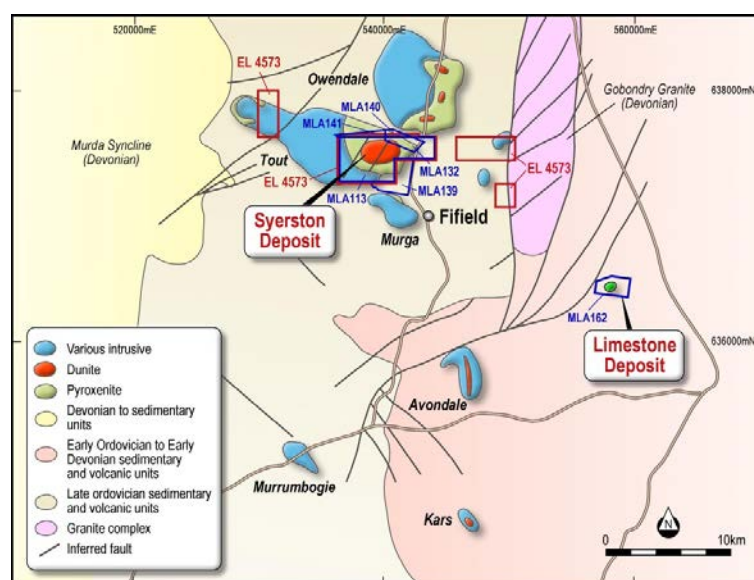 520000mE
540000mE
560000mE
EL 4573
Owendale
MLA140
638000mN
Gobondry Granite
(Devonian)
MLA141
Murda Syncline
(Devonian)
Tout
EL 4573
MLA132
EL 4573
MLA139
MLA113
Syerston
Deposit
Fifield
Murga
MLA162
Limestone
Deposit
636000mN
Various intrusive
Dunite
Pyroxenite
Devonian to sedimentary
units
Early Ordovician to Early
Devonian sedimentary
and volcanic units
Late ordovician sedimentary
and volcanic units
Granite complex
Inferred fault
Avondale
Murrumbogie
Kars
N
0
10km